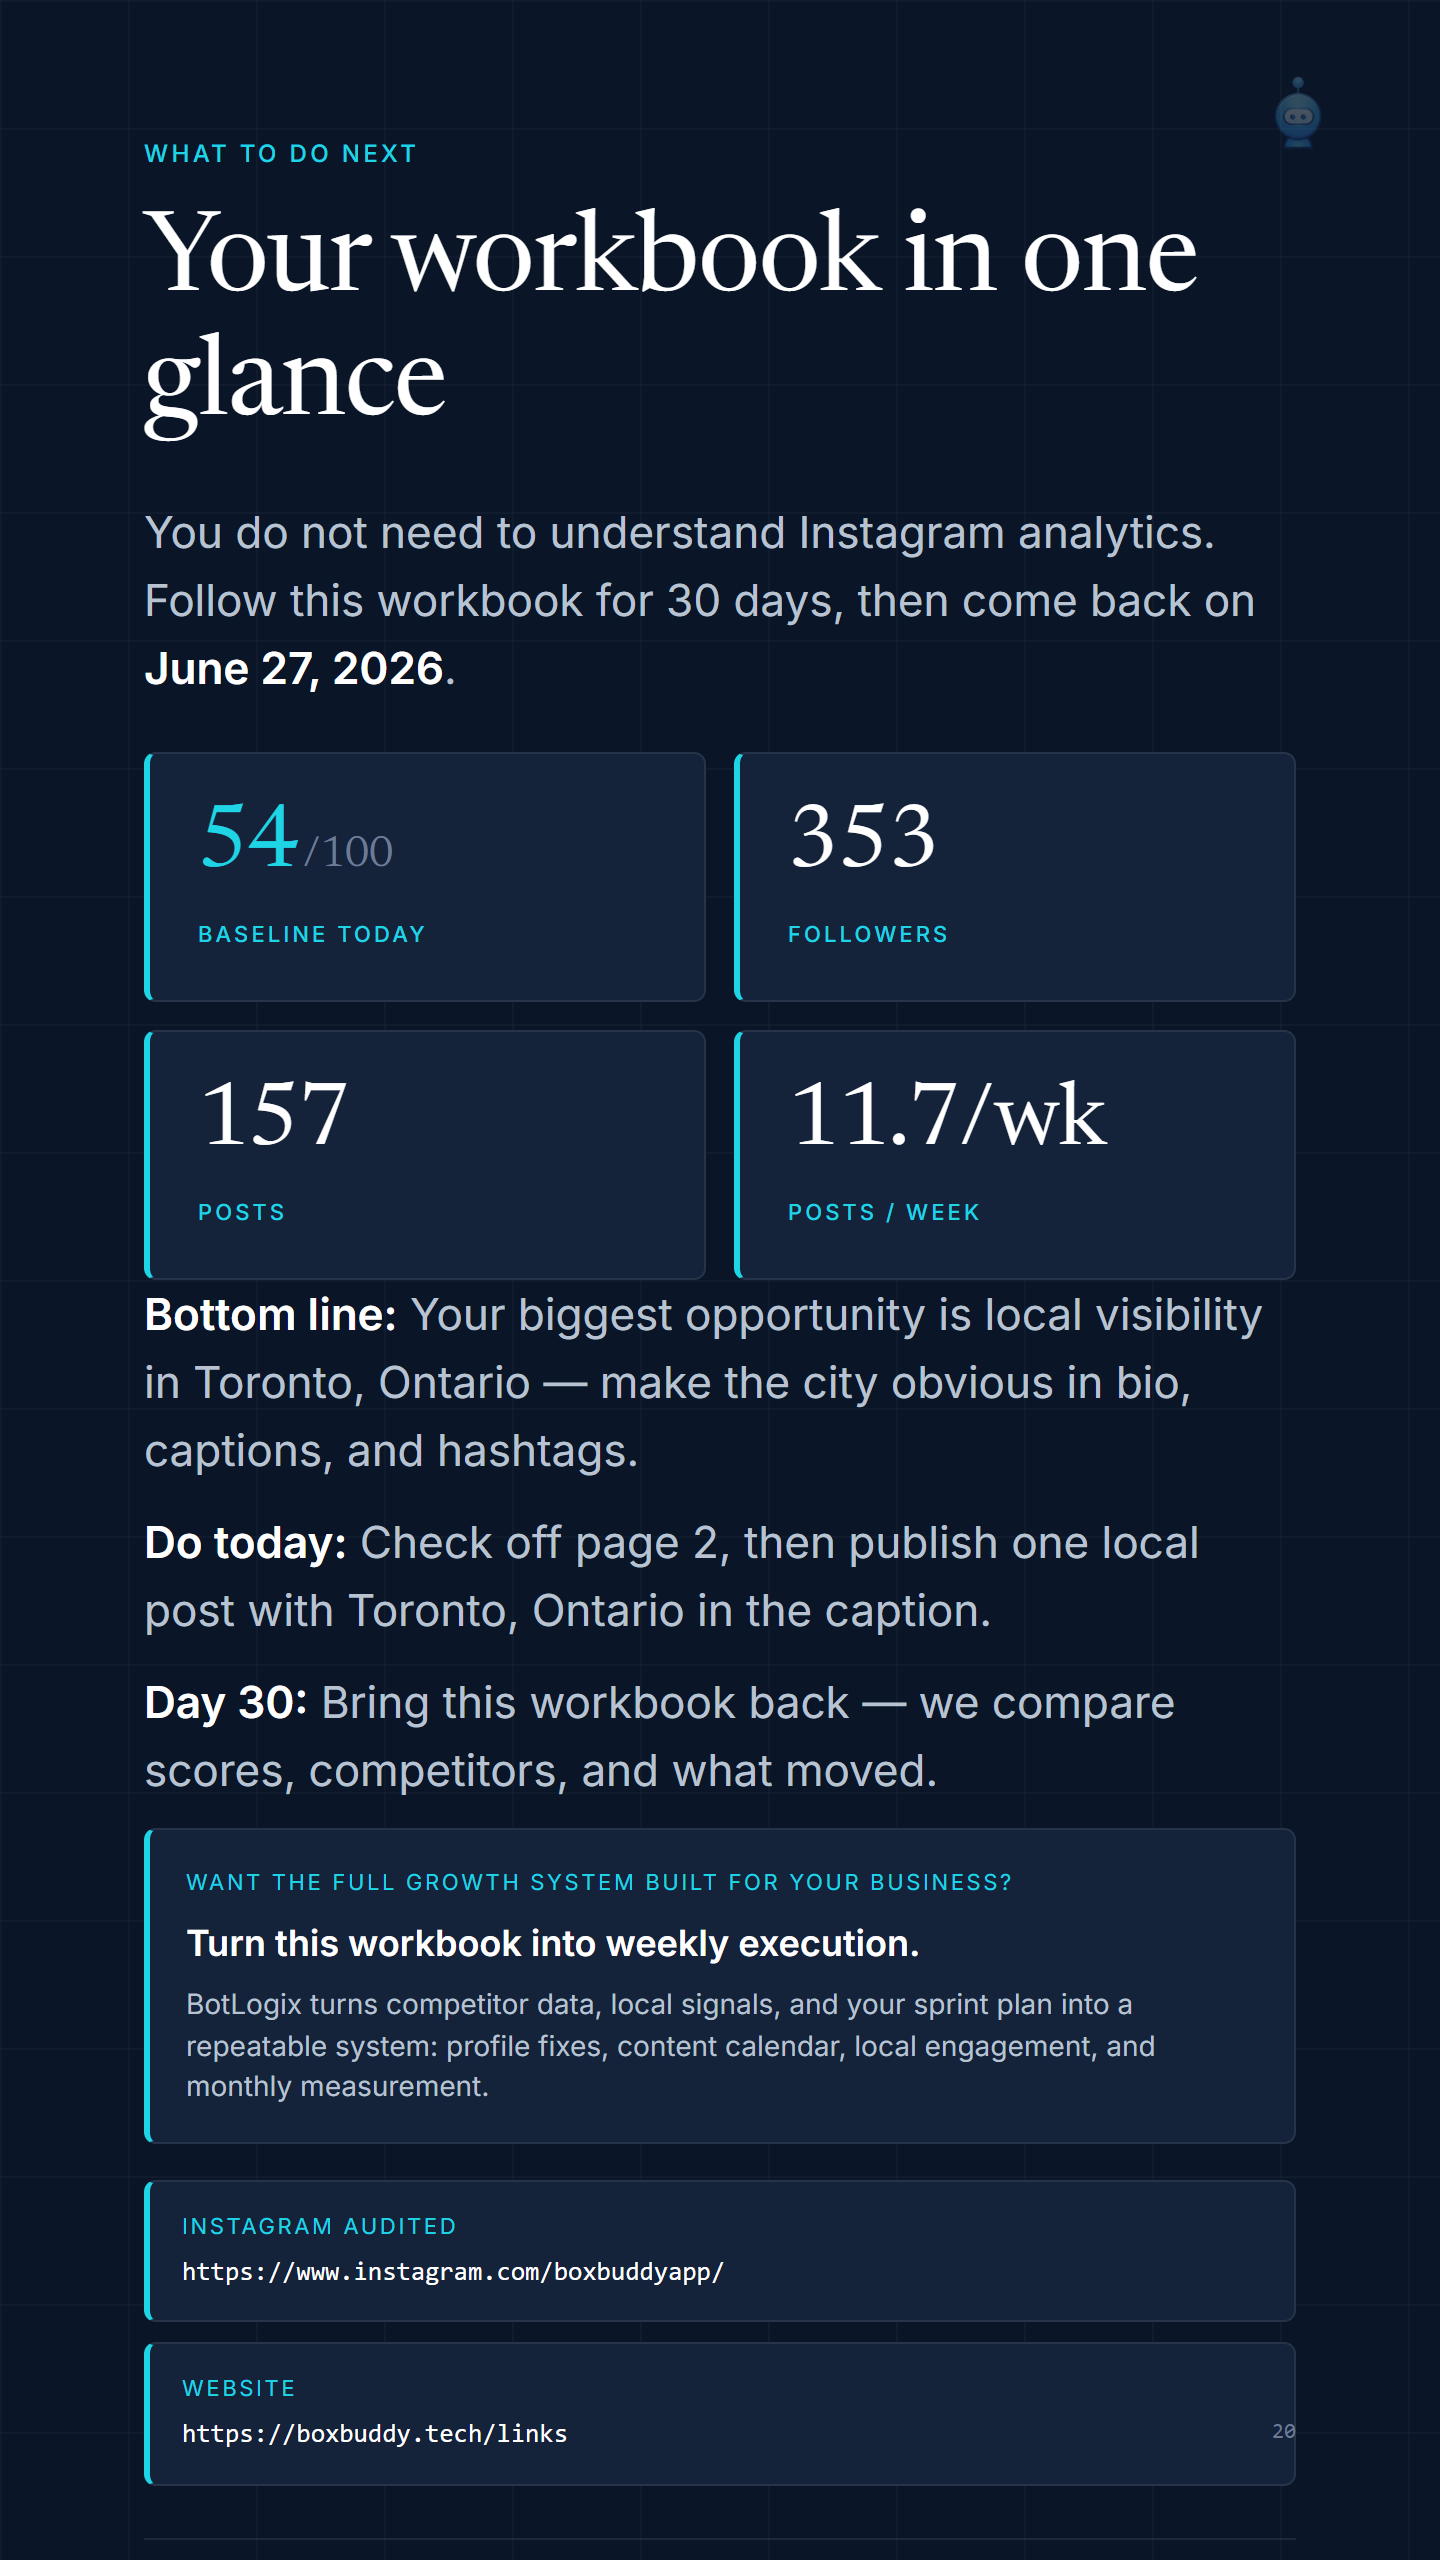 WHAT TO DO NEXT
Your workbook in one
glance
You do not need to understand Instagram analytics.
Follow this workbook for 30 days, then come back on
June 27, 2026.
54/100
BASELINE TODAY
353
FOLLOWERS
157
POSTS
11.7/wk
POSTS / WEEK
Bottom line: Your biggest opportunity is local visibility
in Toronto, Ontario — make the city obvious in bio,
captions, and hashtags.
Do today: Check off page 2, then publish one local
post with Toronto, Ontario in the caption.
Day 30: Bring this workbook back — we compare
scores, competitors, and what moved.
WANT THE FULL GROWTH SYSTEM BUILT FOR YOUR BUSINESS?
Turn this workbook into weekly execution.
BotLogix turns competitor data, local signals, and your sprint plan into a
repeatable system: profile fixes, content calendar, local engagement, and
monthly measurement.
INSTAGRAM AUDITED
https://www.instagram.com/boxbuddyapp/
WEBSITE
https://boxbuddy.tech/links
20